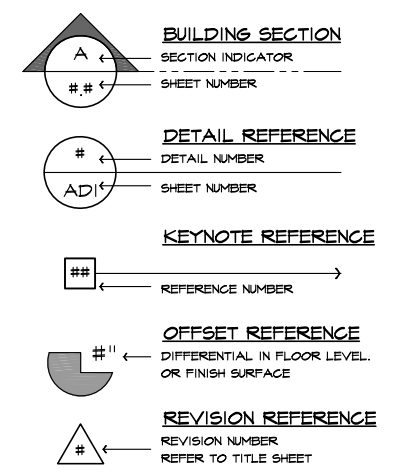 BUILDING SECTION
A
SECTION INDICATOR
#.#
SHEET NUMBER
DETAIL REFERENCE
#
DETAIL NUMBER
AD1
SHEET NUMBER
KEYNOTE REFERENCE
##
REFERENCE NUMBER
OFFSET REFERENCE
#"
DIFFERENTIAL IN FLOOR LEVEL.
OR FINISH SURFACE
REVISION REFERENCE
REVISION NUMBER
#
REFER TO TITLE SHEET